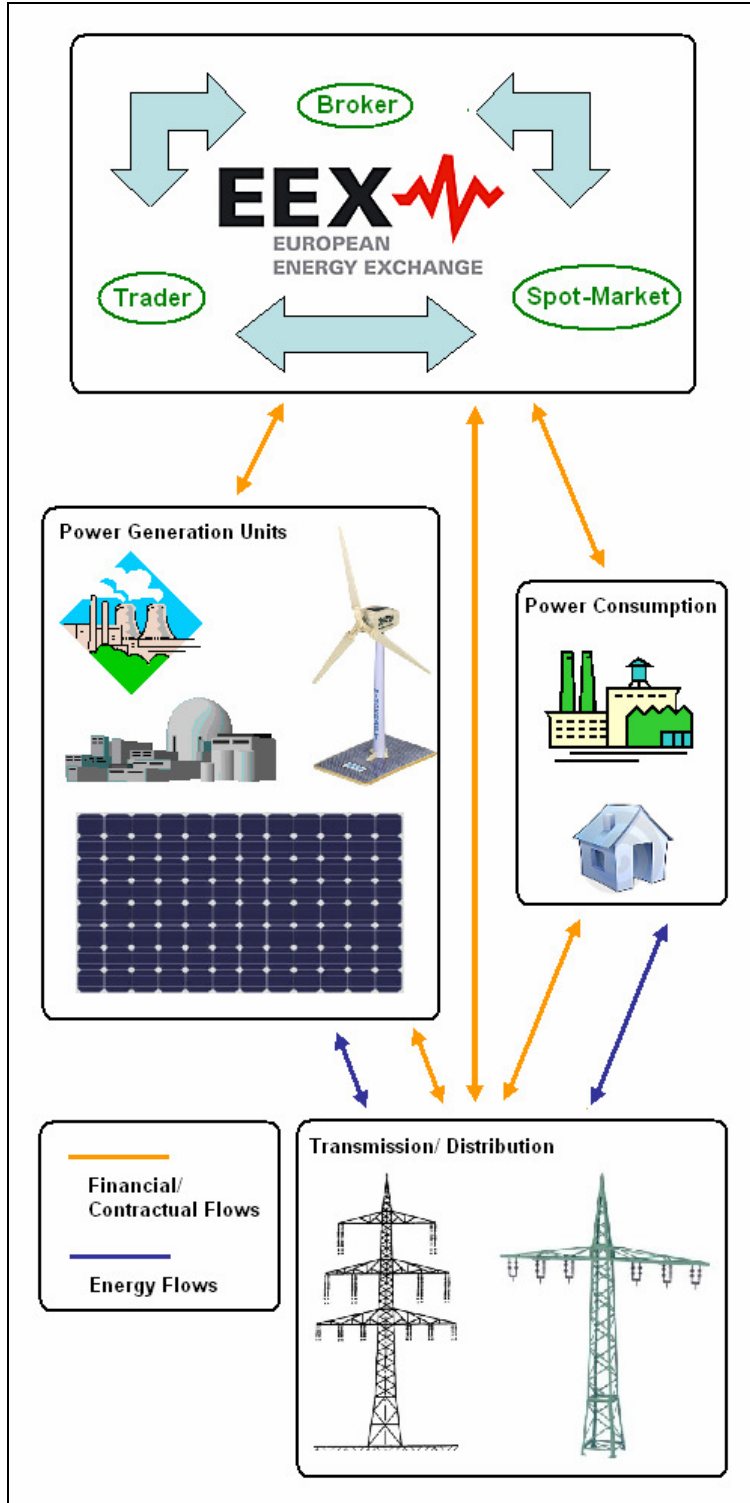 Broker
EEX
EUROPEAN
ENERGY EXCHANGE
Trader
Spot-Market
Power Generation Units
Power Consumption
Transmission/ Distribution
Financial/
Contractual Flows
Energy Flows